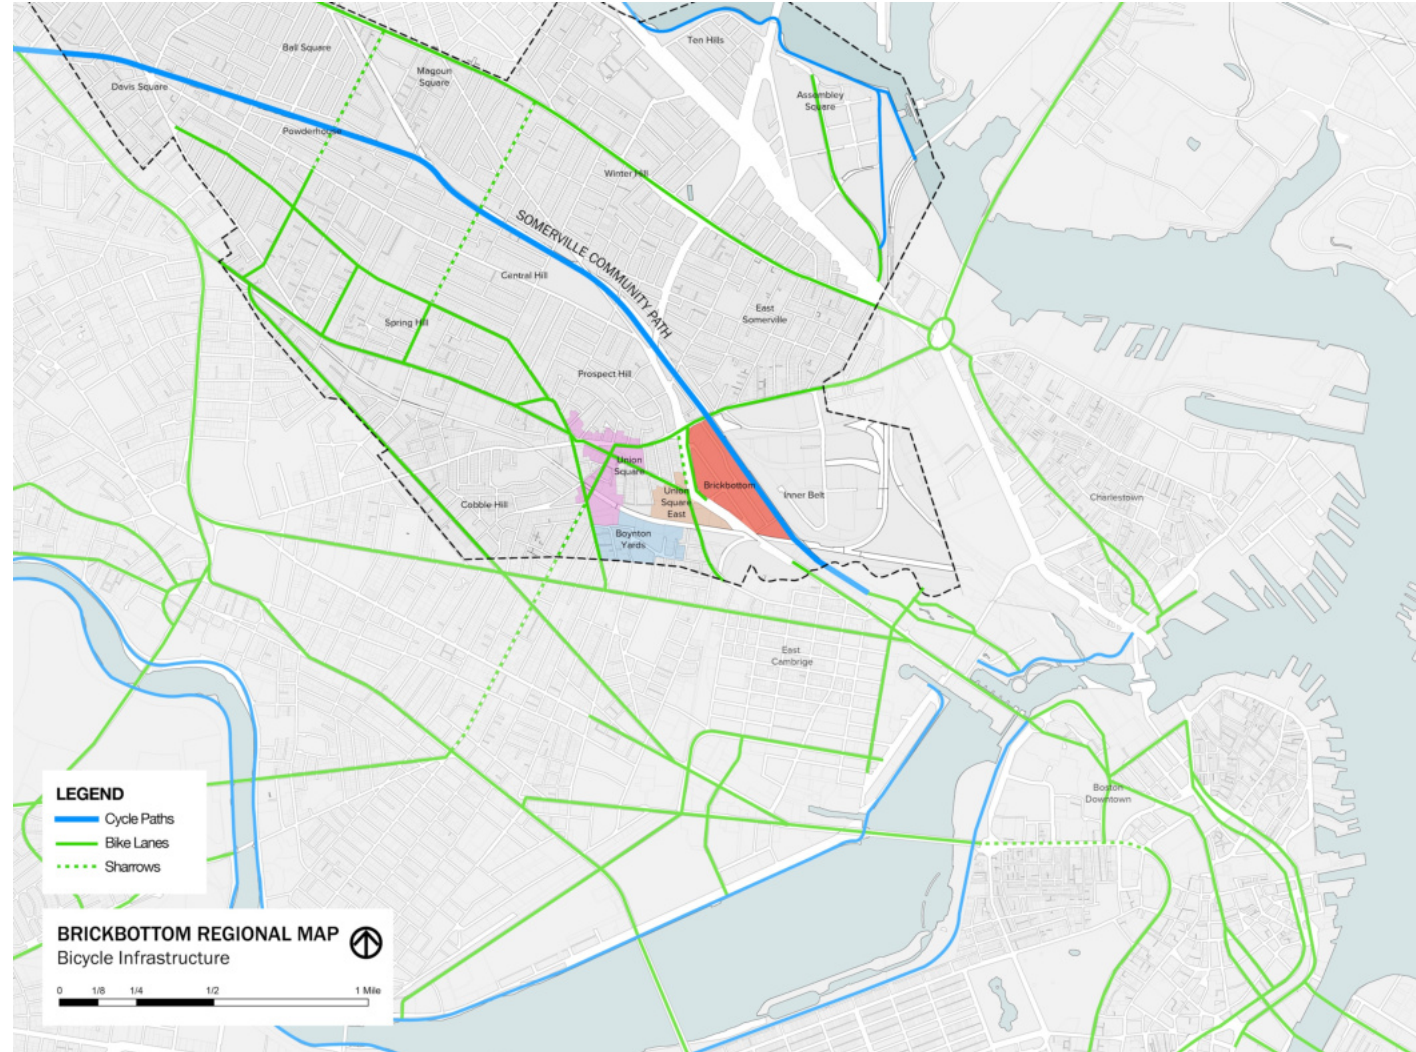 Ten Hills
Ball Square
Magoun
Square
Davis Square
Assembley
Square
Powderhouse
Winter Hill
SOMERVILLE COMMUNITY PATH
Central Hill
East
Somerville
Spring Hill
Prospect Hill
Union
Square
Brickbottom
Inner Belt
Union
Square
East
Cobble Hill
Charlestown
Boynton
Yards
East
Cambrige
Boston
Downtown
LEGEND
Cycle Paths
Bike Lanes
Sharrows
BRICKBOTTOM REGIONAL MAP
Bicycle Infrastructure
0 1/8 1/4 1/2 1 Mile